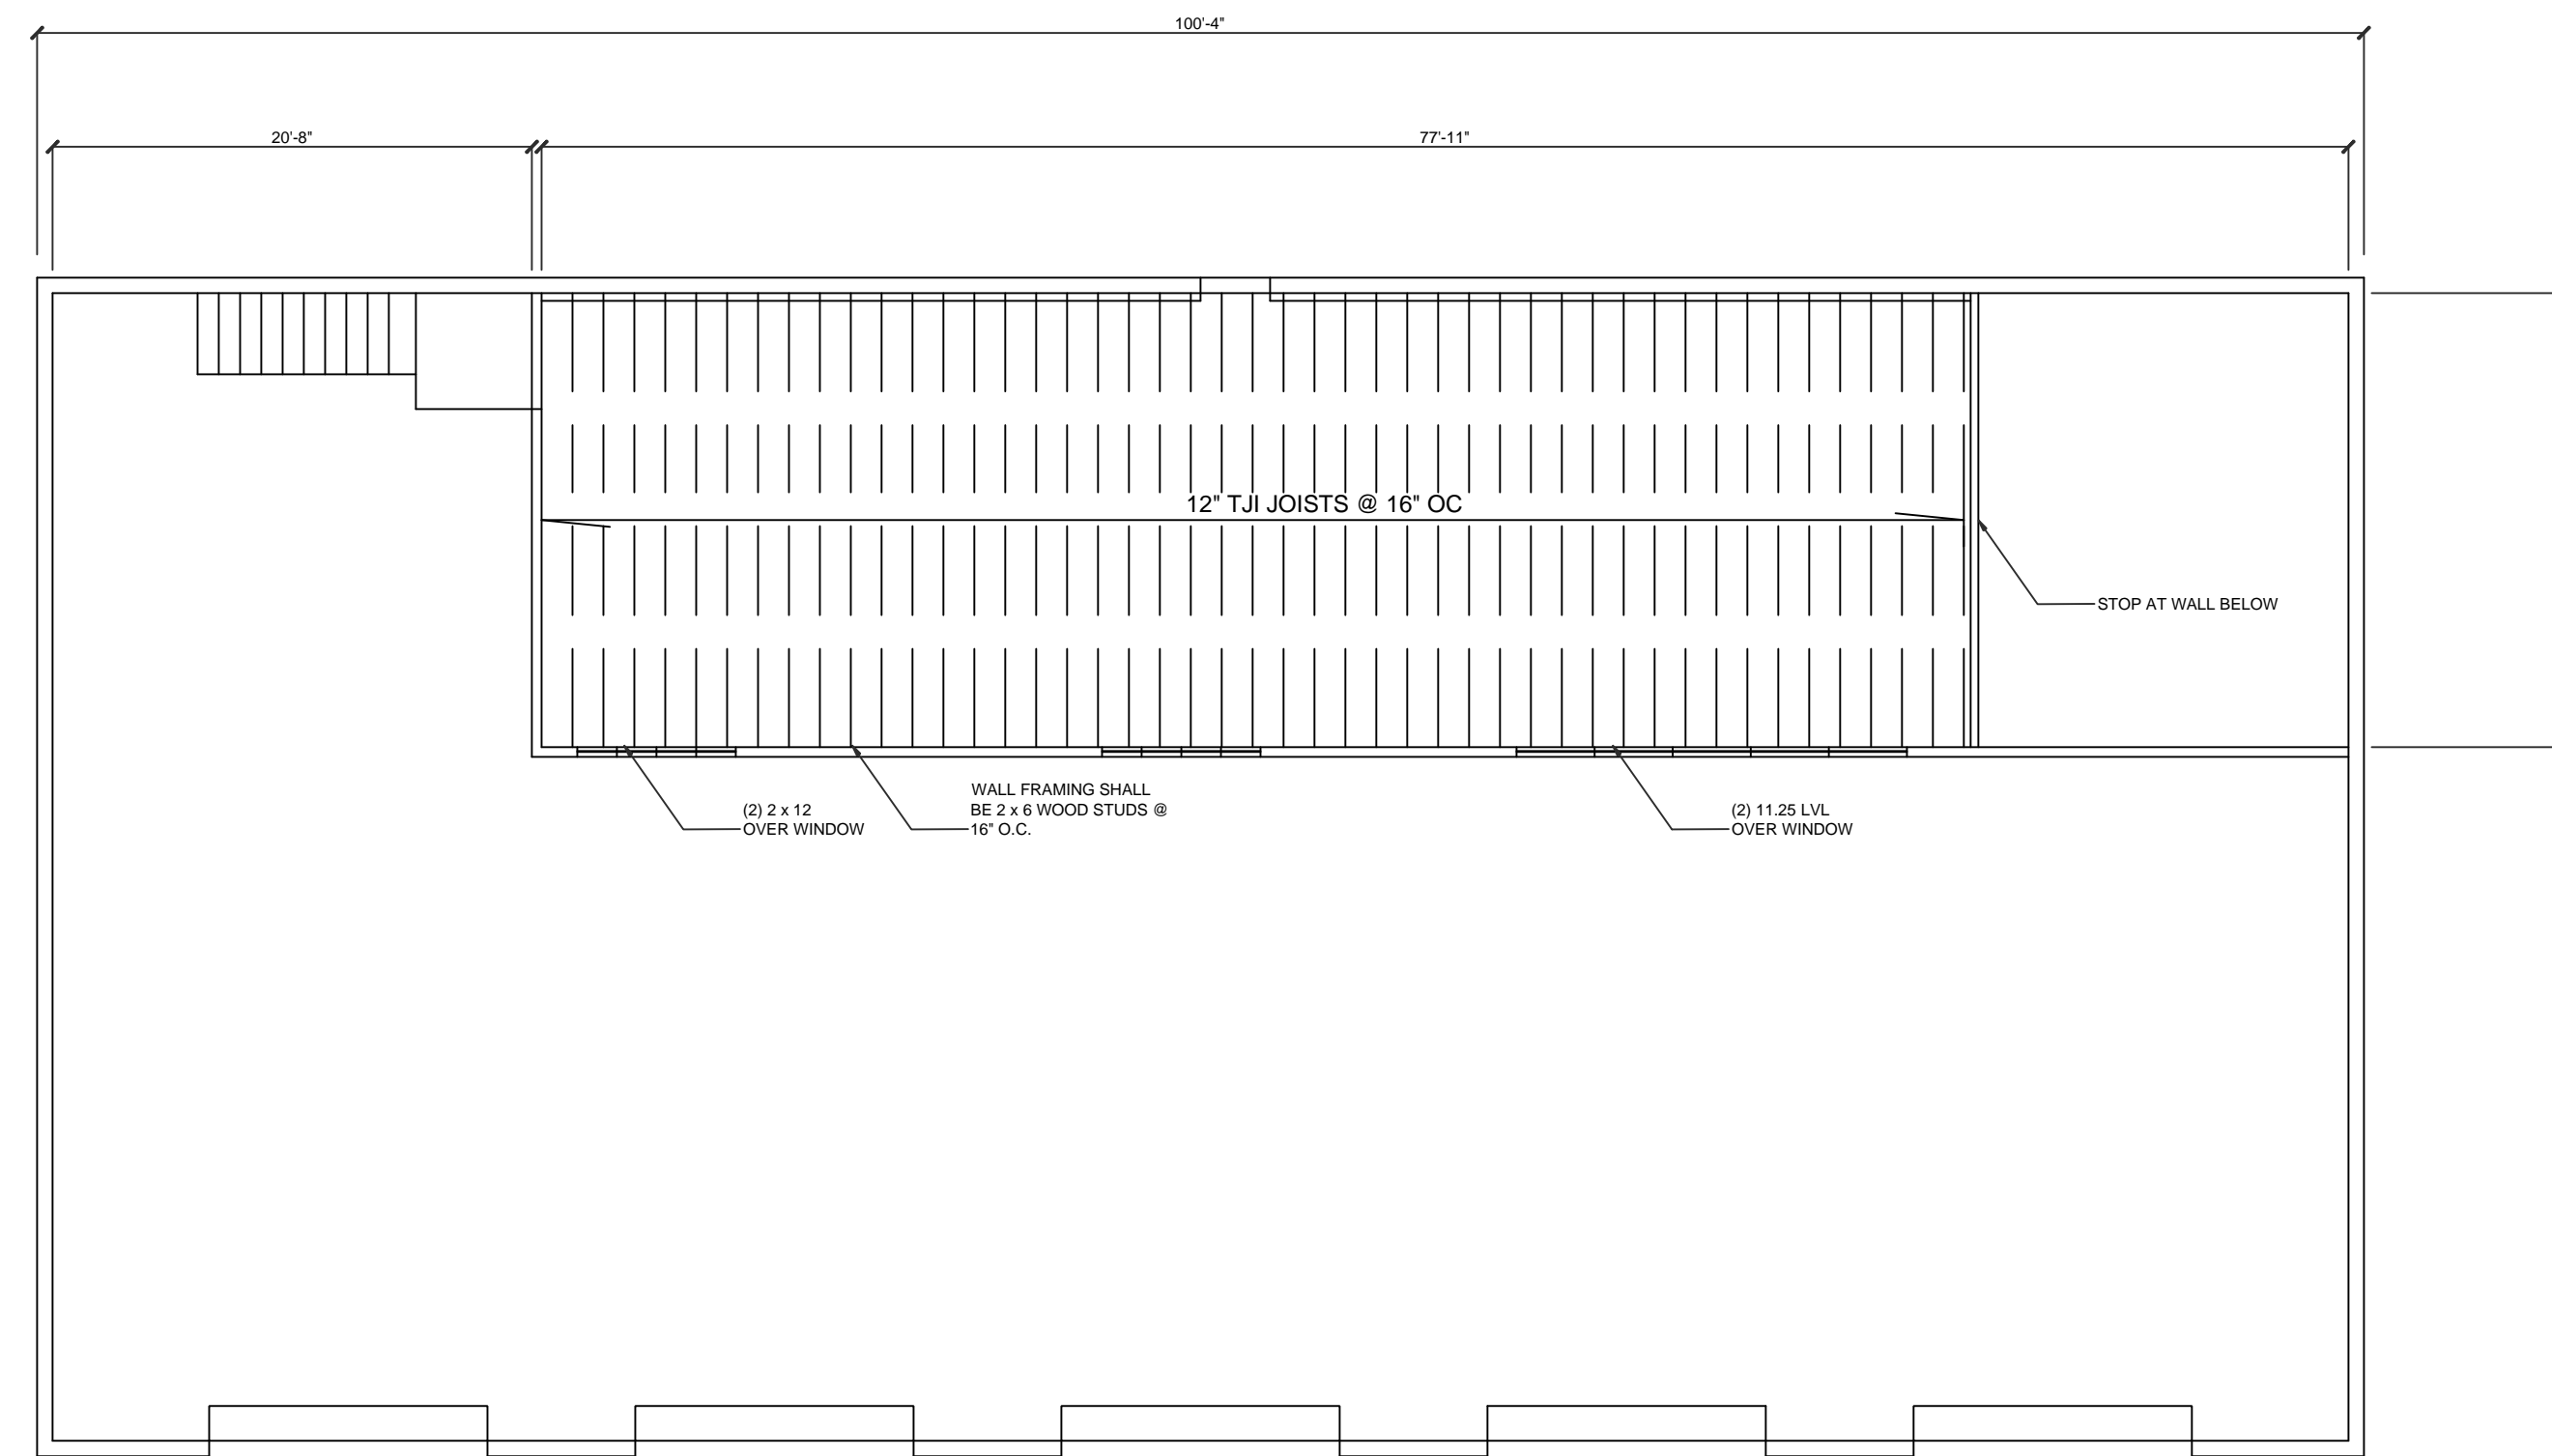 100'-4"
20'-8"
77'-11"
12" TJI JOISTS @ 16" OC
STOP AT WALL BELOW
(2) 2 x 12
OVER WINDOW
WALL FRAMING SHALL
BE 2 x 6 WOOD STUDS @
16" O.C.
(2) 11.25 LVL
OVER WINDOW